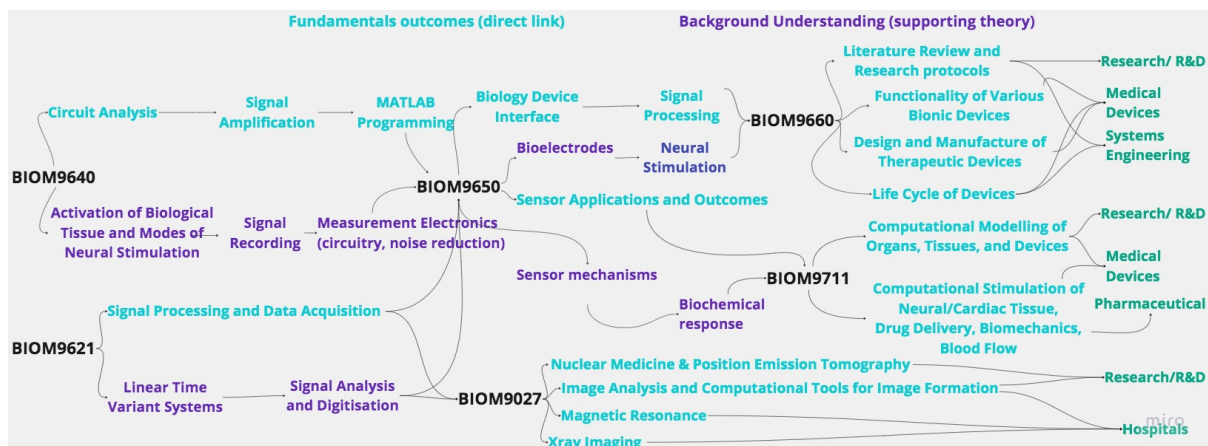 Fundamentals outcomes (direct link)
Background Understanding (supporting theory)
Literature Review and
Research protocols
Research/ R&D
Circuit Analysis
Signal
Amplification
MATLAB
Programming
Biology Device
Interface
Signal
Processing
BIOM9660
Functionality of Various
Bionic Devices
Medical
Devices
Bioelectrodes
Neural
Stimulation
Design and Manufacture of
Therapeutic Devices
Systems
Engineering
BIOM9640
BIOM9650
Sensor Applications and Outcomes
Life Cycle of Devices
Activation of Biological
Tissue and Modes of
Neural Stimulation
Signal
Recording
Measurement Electronics
(circuitry, noise reduction)
Computational Modelling of
Organs, Tissues, and Devices
Research/ R&D
Sensor mechanisms
BIOM9711
Medical
Devices
Signal Processing and Data Acquisition
Biochemical
response
Computational Stimulation of
Neural/Cardiac Tissue,
Drug Delivery, Biomechanics,
Blood Flow
Pharmaceutical
BIOM9621
Linear Time
Variant Systems
Signal Analysis
and Digitisation
BIOM9027
Nuclear Medicine & Position Emission Tomography
Image Analysis and Computational Tools for Image Formation
Research/R&D
Magnetic Resonance
Xray Imaging
Hospitals
miro